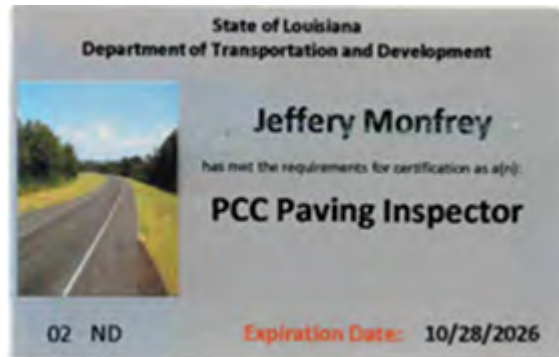 State of Louisiana
Department of Transportation and Development
Jeffery Monfrey
has met the requirements for certification as a(n):
PCC Paving Inspector
02 ND Expiration Date: 10/28/2026